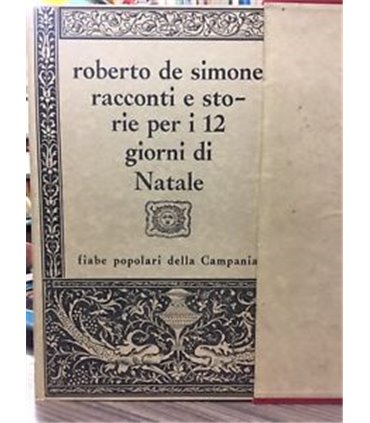 roberto de simone
racconti e sto-
rie per i 12
giorni di
Natale
fiabe popolari della Campania